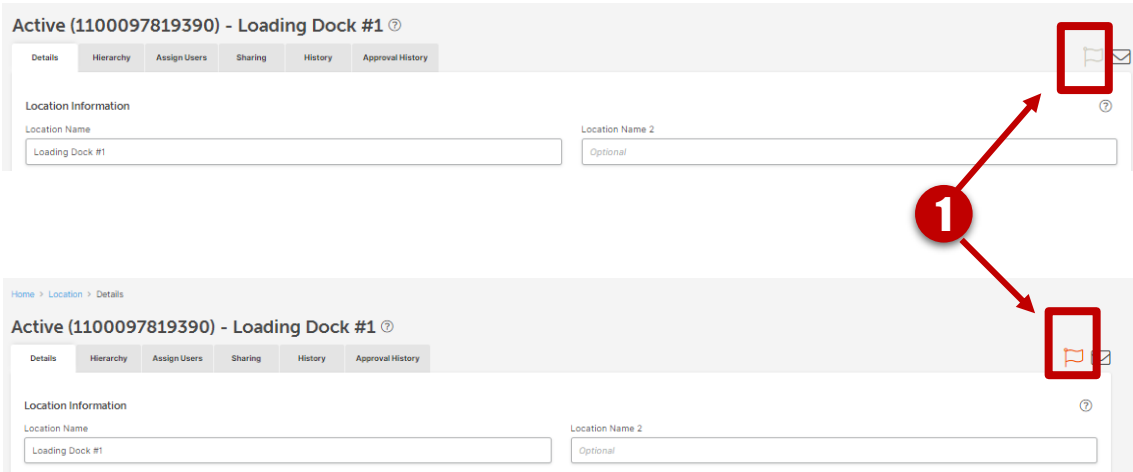 Active (1100097819390) - Loading Dock #1 ?
Details Hierarchy Assign Users Sharing History Approval History
Location Information ?
Location Name Location Name 2
Loading Dock #1 Optional
1
Home > Location > Details
Active (1100097819390) - Loading Dock #1 ?
Details Hierarchy Assign Users Sharing History Approval History
Location Information ?
Location Name Location Name 2
Loading Dock #1 Optional